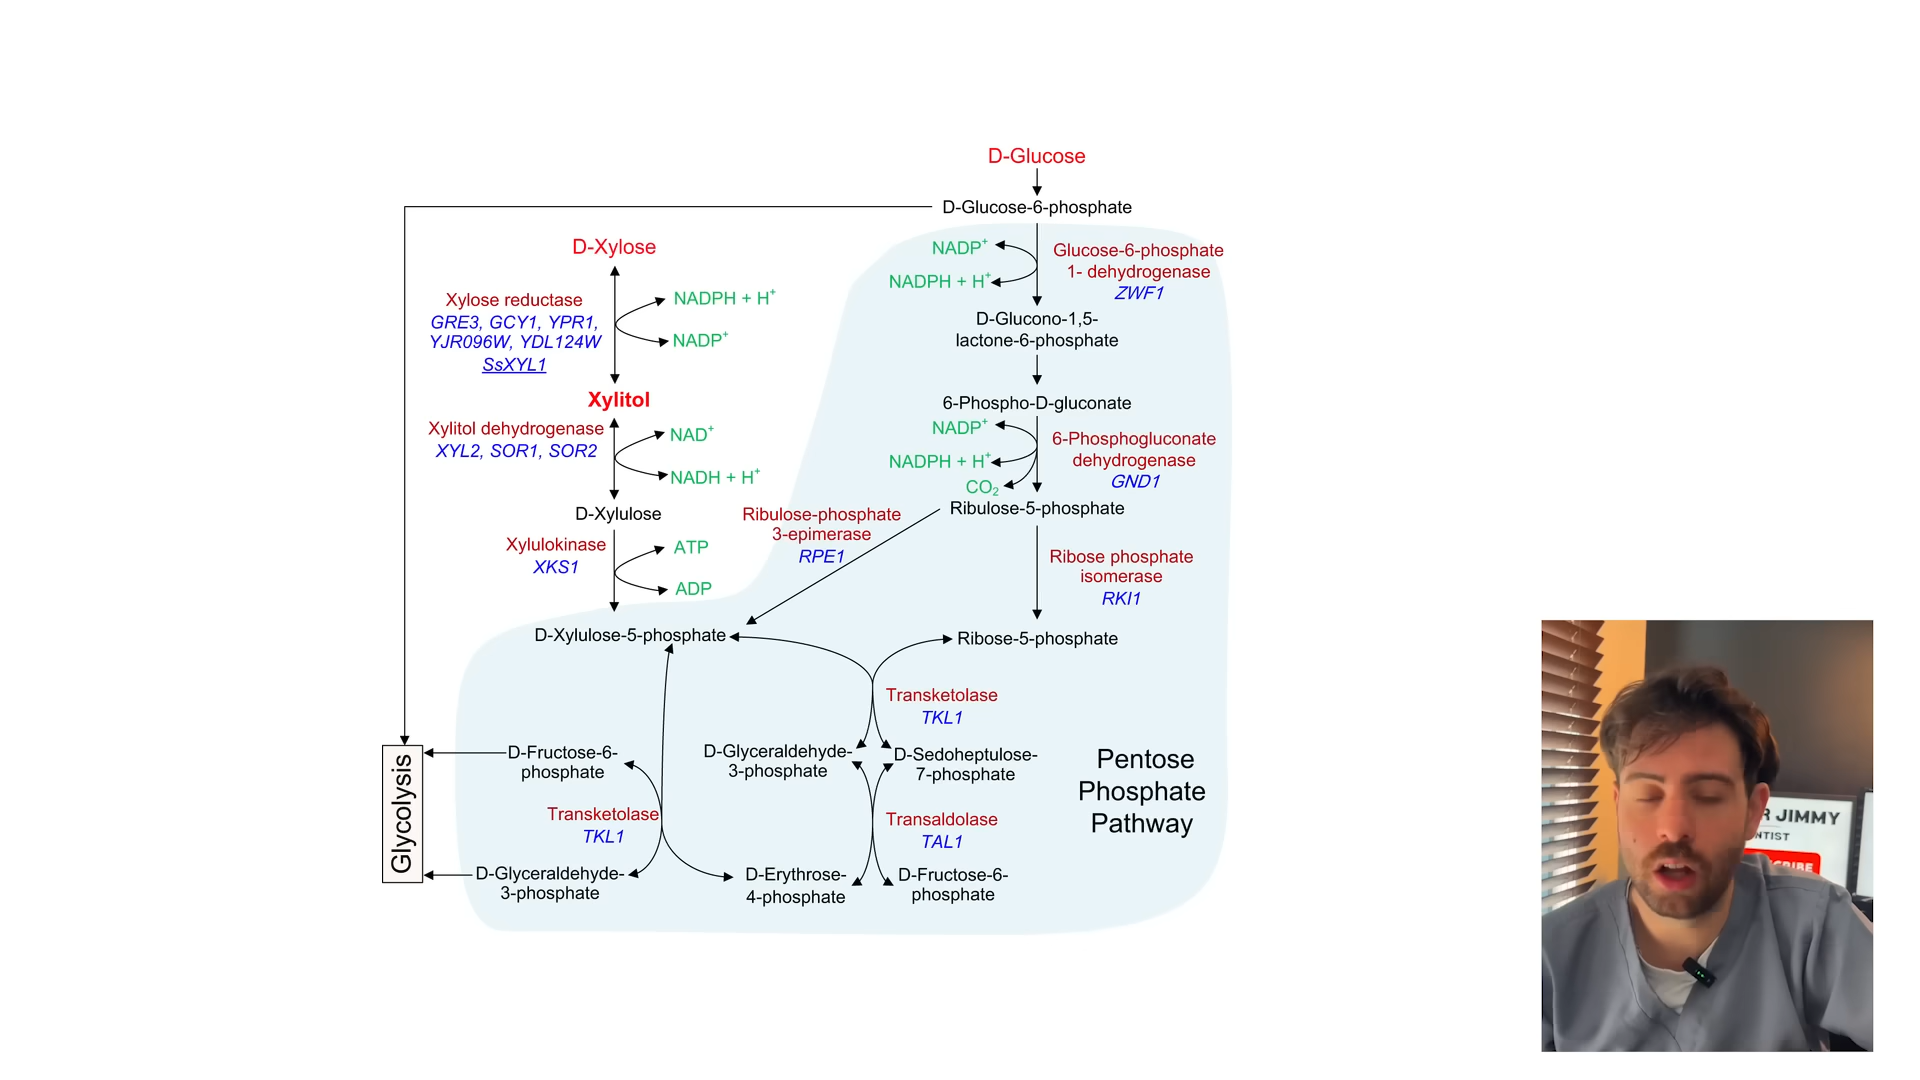 D-Glucose
D-Glucose-6-phosphate
D-Xylose
Xylose reductase
GRE3, GCY1, YPR1,
YJR096W, YDL124W
SsXYL1
NADPH + H⁺
NADP⁺
Xylitol
Xylitol dehydrogenase
XYL2, SOR1, SOR2
NAD⁺
NADH + H⁺
D-Xylulose
Xylulokinase
XKS1
ATP
ADP
D-Xylulose-5-phosphate
NADP⁺
NADPH + H⁺
Glucose-6-phosphate
1- dehydrogenase
ZWF1
D-Glucono-1,5-
lactone-6-phosphate
6-Phospho-D-gluconate
NADP⁺
NADPH + H⁺
CO₂
6-Phosphogluconate
dehydrogenase
GND1
Ribulose-5-phosphate
Ribulose-phosphate
3-epimerase
RPE1
Ribose phosphate
isomerase
RKI1
Ribose-5-phosphate
Transketolase
TKL1
D-Glyceraldehyde-
3-phosphate
D-Sedoheptulose-
7-phosphate
Transaldolase
TAL1
D-Erythrose-
4-phosphate
D-Fructose-6-
phosphate
D-Fructose-6-
phosphate
Transketolase
TKL1
D-Glyceraldehyde-
3-phosphate
Glycolysis
Pentose
Phosphate
Pathway
R JIMMY
NTIST
CRIBE